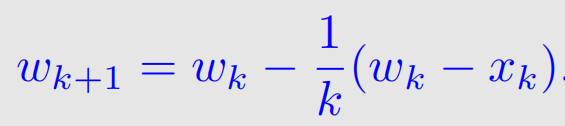 w_{k+1} = w_k - \frac{1}{k}(w_k - x_k).